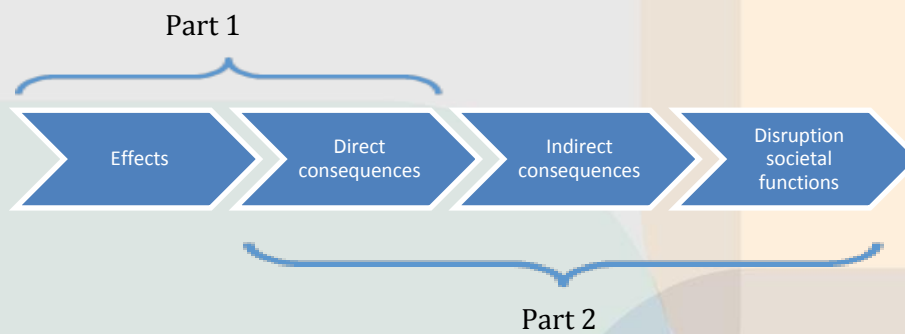 Part 1
Effects
Direct
consequences
Indirect
consequences
Disruption
societal
functions
Part 2